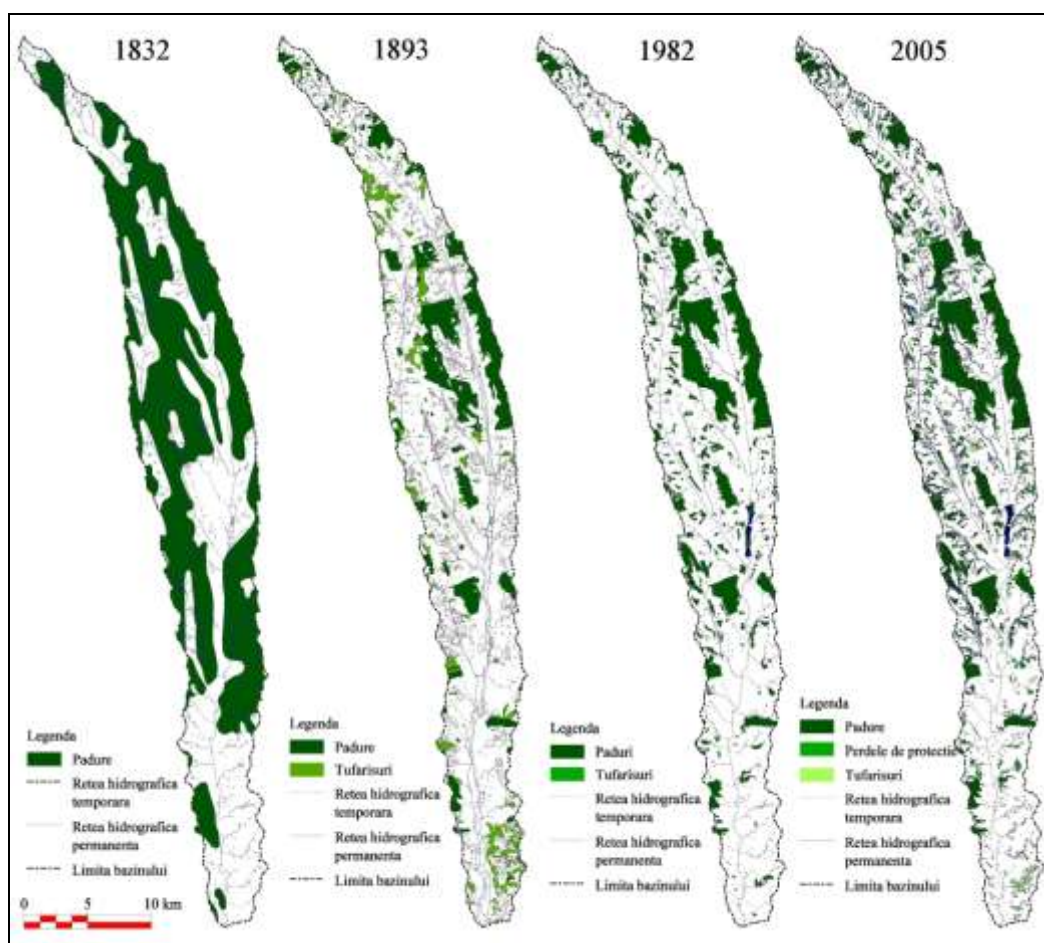 1832
1893
1982
2005
Legenda
Padure
Retea hidrografica
temporara
Retea hidrografica
permanenta
Limita bazinului
0 5 10 km
Legenda
Padure
Tufarisuri
Retea hidrografica
temporara
Retea hidrografica
permanenta
Limita bazinului
Legenda
Paduri
Tufarisuri
Retea hidrografica
temporara
Retea hidrografica
permanenta
Limita bazinului
Legenda
Padure
Perdele de protectie
Tufarisuri
Retea hidrografica
temporara
Retea hidrografica
permanenta
Limita bazinului